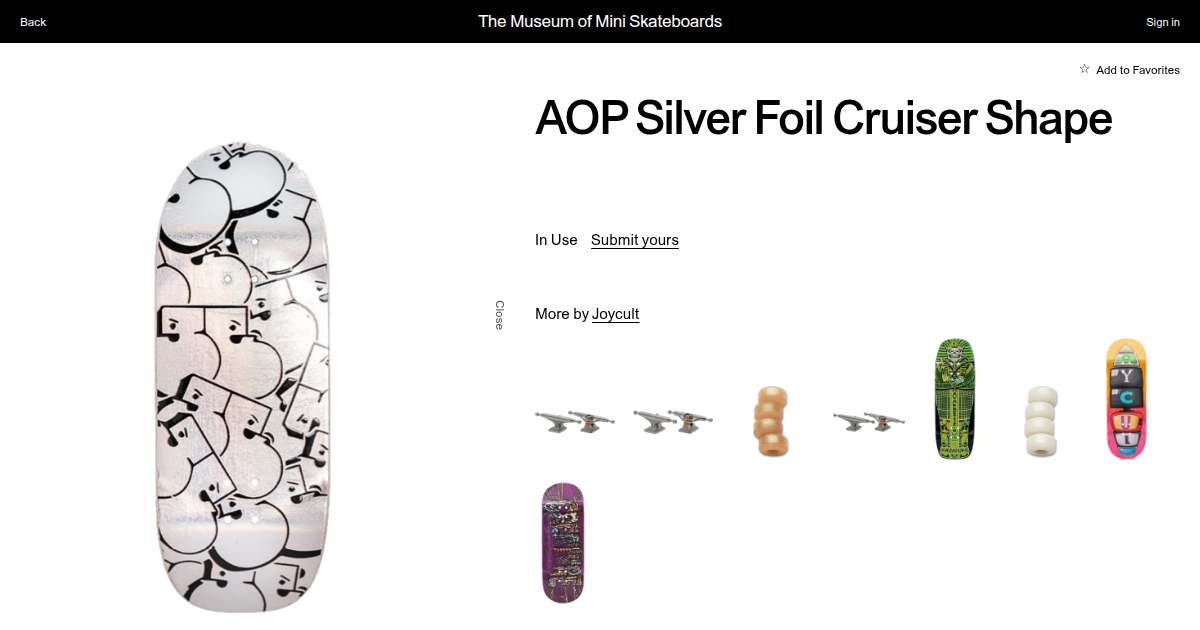 Back
The Museum of Mini Skateboards
Sign in
☆ Add to Favorites
AOP Silver Foil Cruiser Shape
In Use Submit yours
Close
More by Joycult
Y
C
U L